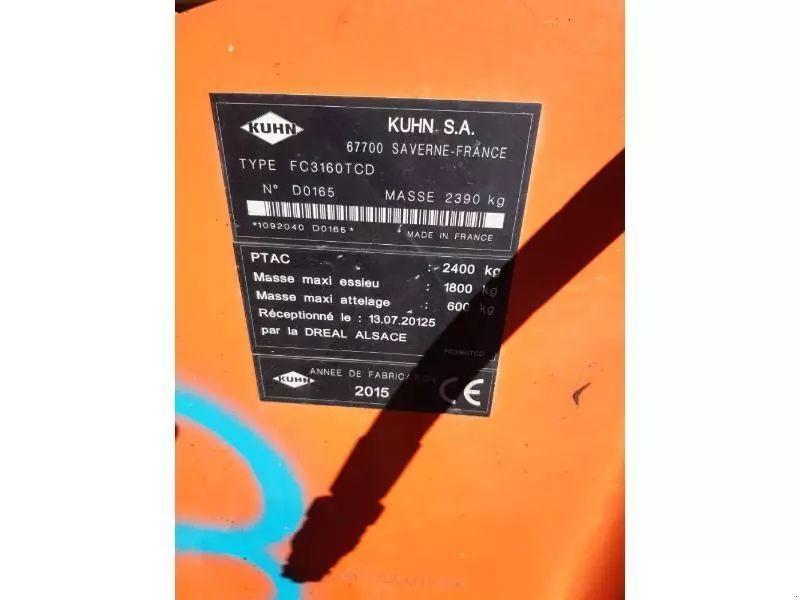 KUHN
KUHN S.A.
67700 SAVERNE-FRANCE
TYPE FC3160TCD
N° D0165 MASSE 2390 kg
*1092040 D0165*
MADE IN FRANCE
PTAC : 2400 kg
Masse maxi essieu : 1800 kg
Masse maxi attelage : 600 kg
Réceptionné le : 13.07.20125
par la DREAL ALSACE
KUHN
ANNEE DE FABRICATION
2015
CE